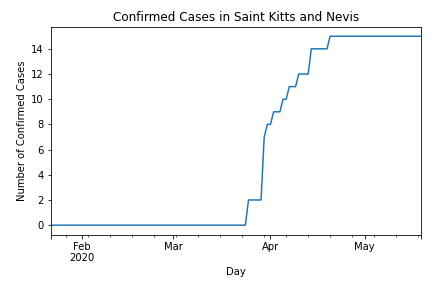 Confirmed Cases in Saint Kitts and Nevis
Number of Confirmed Cases
14
12
10
8
6
4
2
0
Feb
2020
Mar
Apr
May
Day